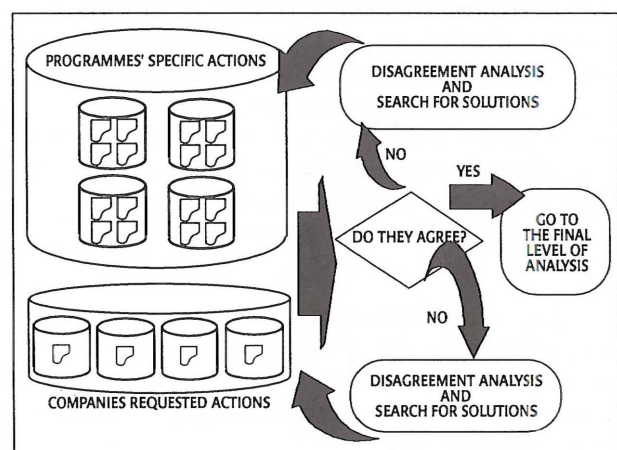 PROGRAMMES' SPECIFIC ACTIONS
DISAGREEMENT ANALYSIS
AND
SEARCH FOR SOLUTIONS
NO
YES
DO THEY AGREE?
GO TO
THE FINAL
LEVEL OF
ANALYSIS
NO
COMPANIES REQUESTED ACTIONS
DISAGREEMENT ANALYSIS
AND
SEARCH FOR SOLUTIONS